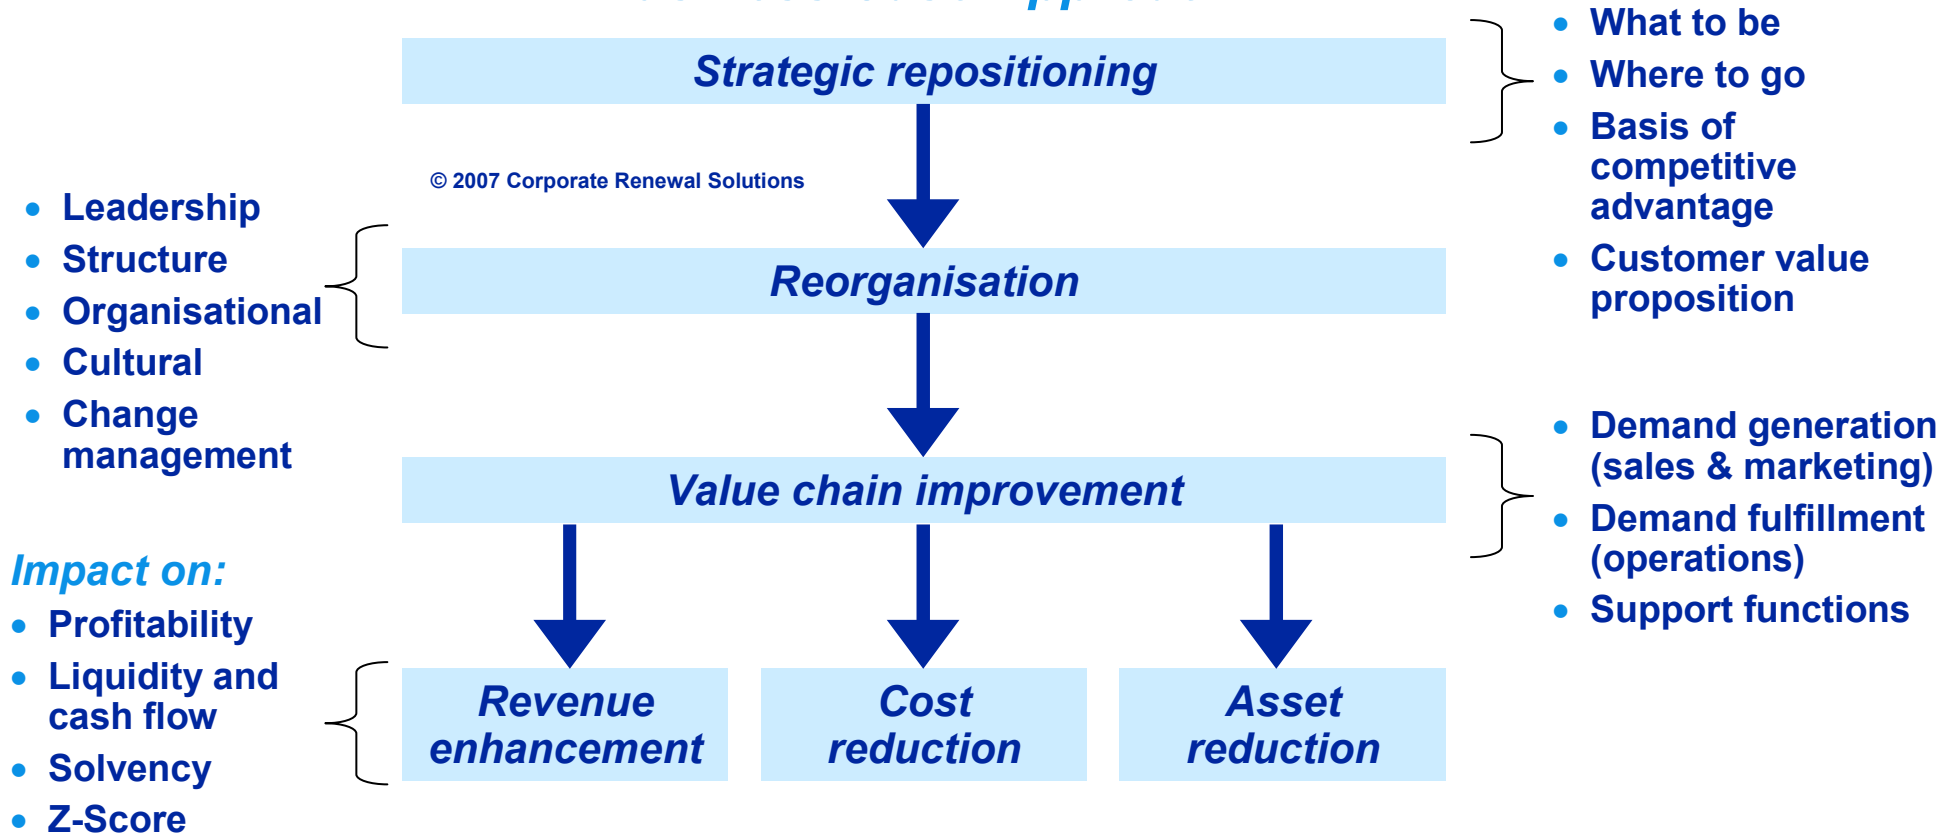 Strategic repositioning
• What to be
• Where to go
• Basis of
competitive
advantage
• Customer value
proposition
© 2007 Corporate Renewal Solutions
• Leadership
• Structure
• Organisational
• Cultural
• Change
management
Reorganisation
Value chain improvement
• Demand generation
(sales & marketing)
• Demand fulfillment
(operations)
• Support functions
Impact on:
• Profitability
• Liquidity and
cash flow
• Solvency
• Z-Score
Revenue
enhancement
Cost
reduction
Asset
reduction